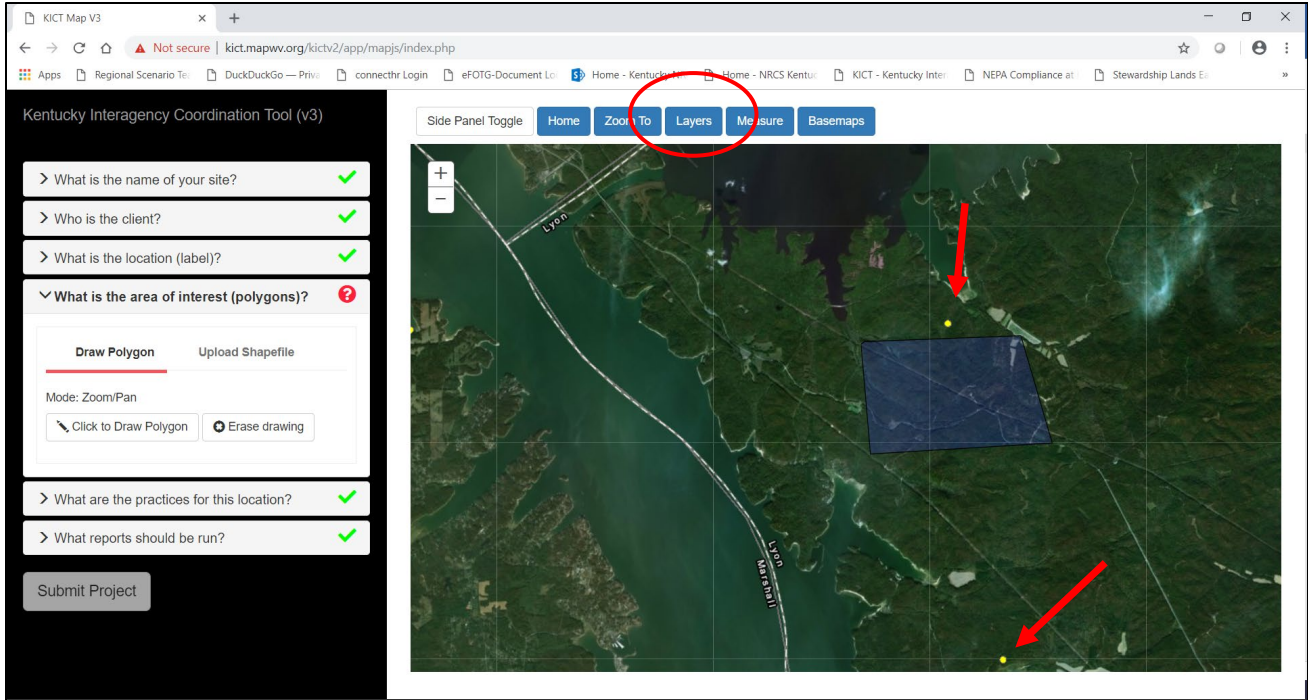 KICT Map V3
Not secure | kict.mapwv.org/kictv2/app/mapjs/index.php
Apps Regional Scenario Te DuckDuckGo — Priva connecthr Login eFOTG-Document Lo Home - Kentucky Home - NRCS Kentuc KICT - Kentucky Inter NEPA Compliance at Stewardship Lands Ea »
Kentucky Interagency Coordination Tool (v3)
Side Panel Toggle Home Zoom To Layers Measure Basemaps
What is the name of your site?
Who is the client?
What is the location (label)?
What is the area of interest (polygons)?
Draw Polygon Upload Shapefile
Mode: Zoom/Pan
Click to Draw Polygon Erase drawing
What are the practices for this location?
What reports should be run?
Submit Project
+
−
Lyon
Lyon
Marshall